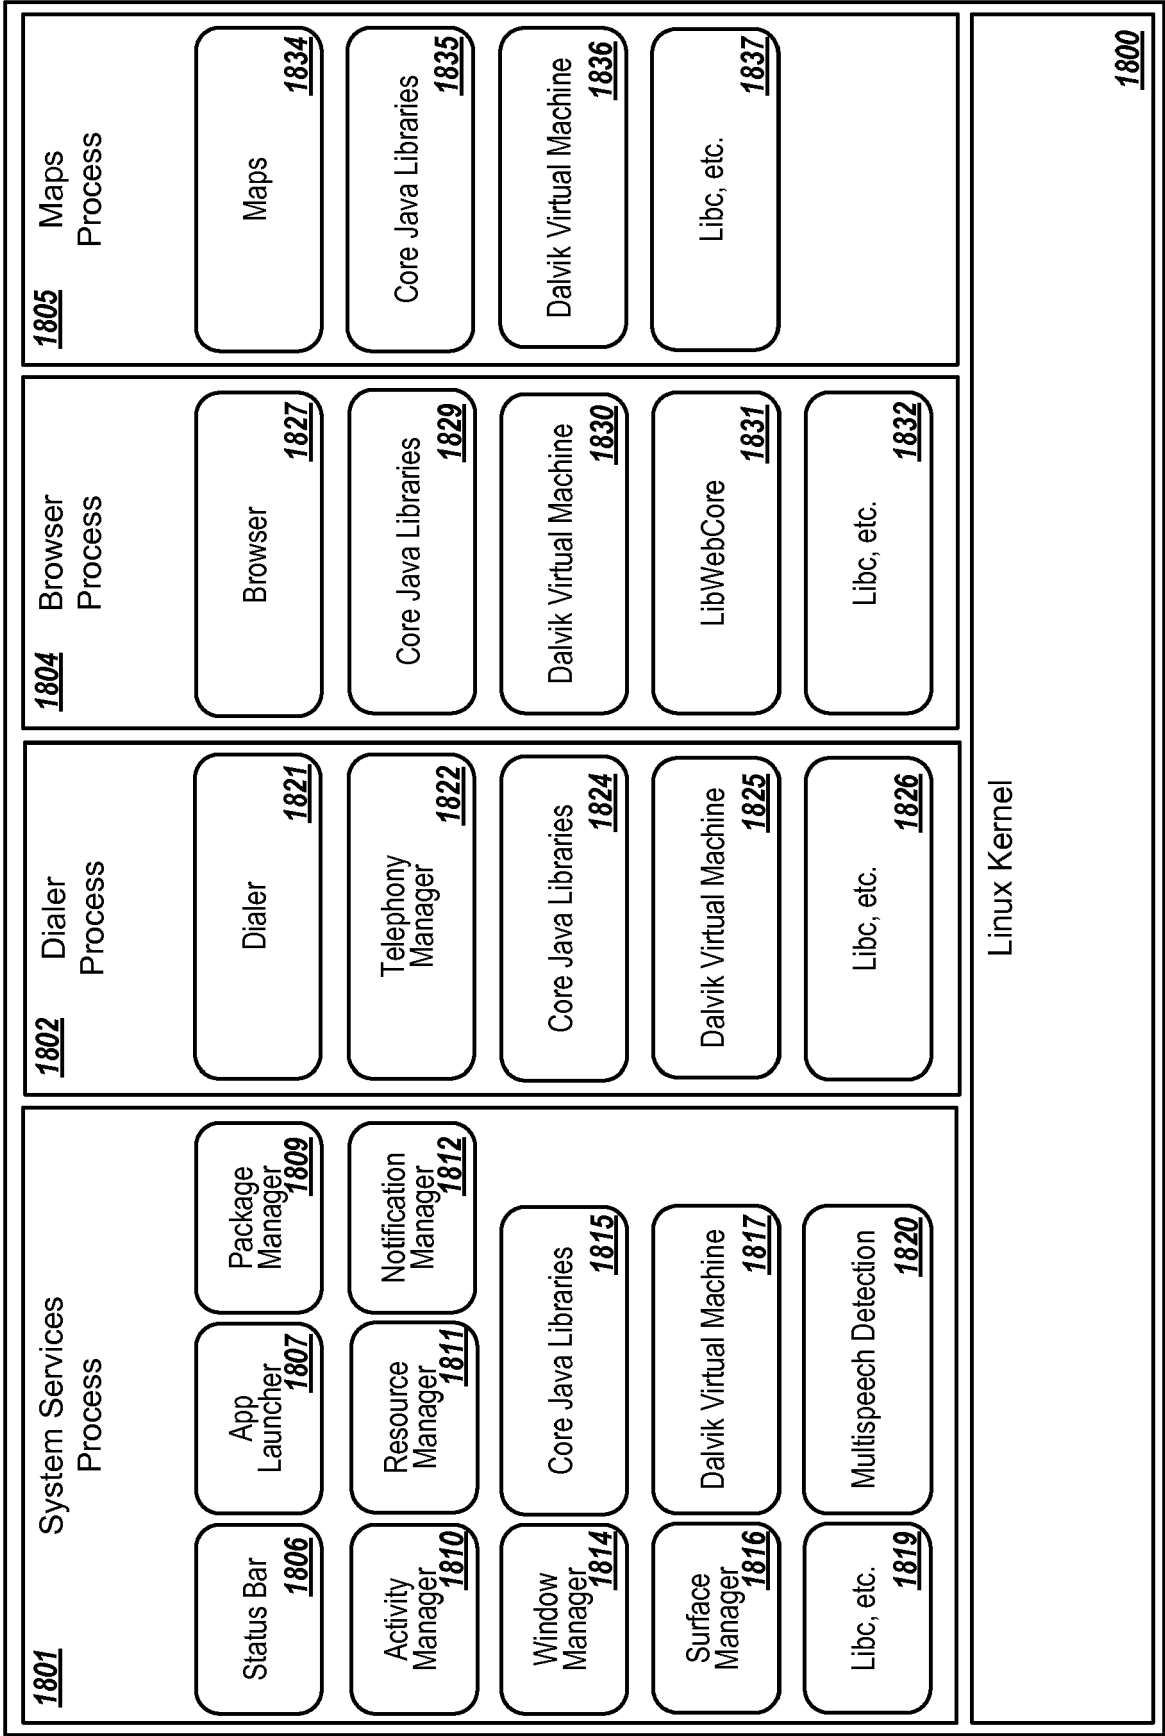 1801
System Services
Process
Status Bar
1806
App
Launcher
1807
Package
Manager
1809
Activity
Manager
1810
Resource
Manager
1811
Notification
Manager
1812
Window
Manager
1814
Core Java Libraries
1815
Surface
Manager
1816
Dalvik Virtual Machine
1817
Libc, etc.
1819
Multispeech Detection
1820
1802
Dialer
Process
Dialer
1821
Telephony
Manager
1822
Core Java Libraries
1824
Dalvik Virtual Machine
1825
Libc, etc.
1826
1804
Browser
Process
Browser
1827
Core Java Libraries
1829
Dalvik Virtual Machine
1830
LibWebCore
1831
Libc, etc.
1832
1805
Maps
Process
Maps
1834
Core Java Libraries
1835
Dalvik Virtual Machine
1836
Libc, etc.
1837
Linux Kernel
1800